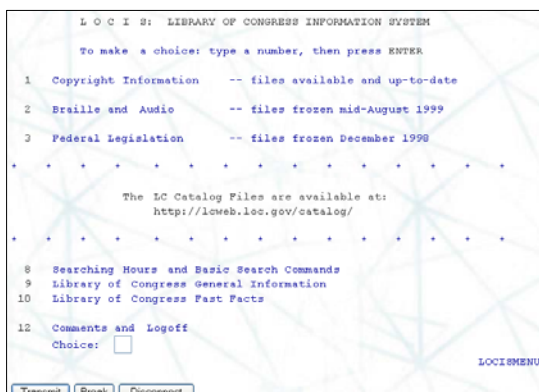 L O C I S: LIBRARY OF CONGRESS INFORMATION SYSTEM
To make a choice: type a number, then press ENTER
1 Copyright Information -- files available and up-to-date
2 Braille and Audio -- files frozen mid-August 1999
3 Federal Legislation -- files frozen December 1998
* * * * * * * * * * * * * * *
The LC Catalog Files are available at:
http://lcweb.loc.gov/catalog/
* * * * * * * * * * * * * * *
8 Searching Hours and Basic Search Commands
9 Library of Congress General Information
10 Library of Congress Fast Facts
12 Comments and Logoff
Choice:
LOCISMENU
Transmit Break Disconnect